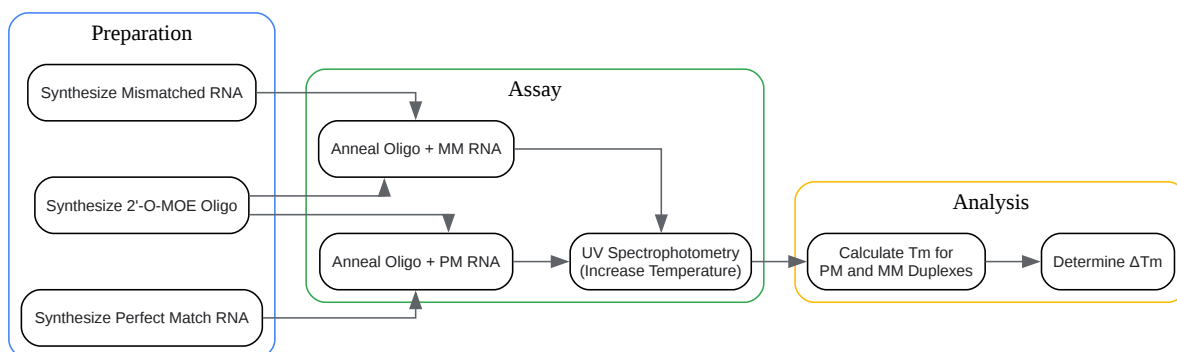 Preparation
Synthesize Mismatched RNA
Synthesize 2'-O-MOE Oligo
Synthesize Perfect Match RNA
Assay
Anneal Oligo + MM RNA
Anneal Oligo + PM RNA
UV Spectrophotometry
(Increase Temperature)
Analysis
Calculate Tm for
PM and MM Duplexes
Determine ΔTm